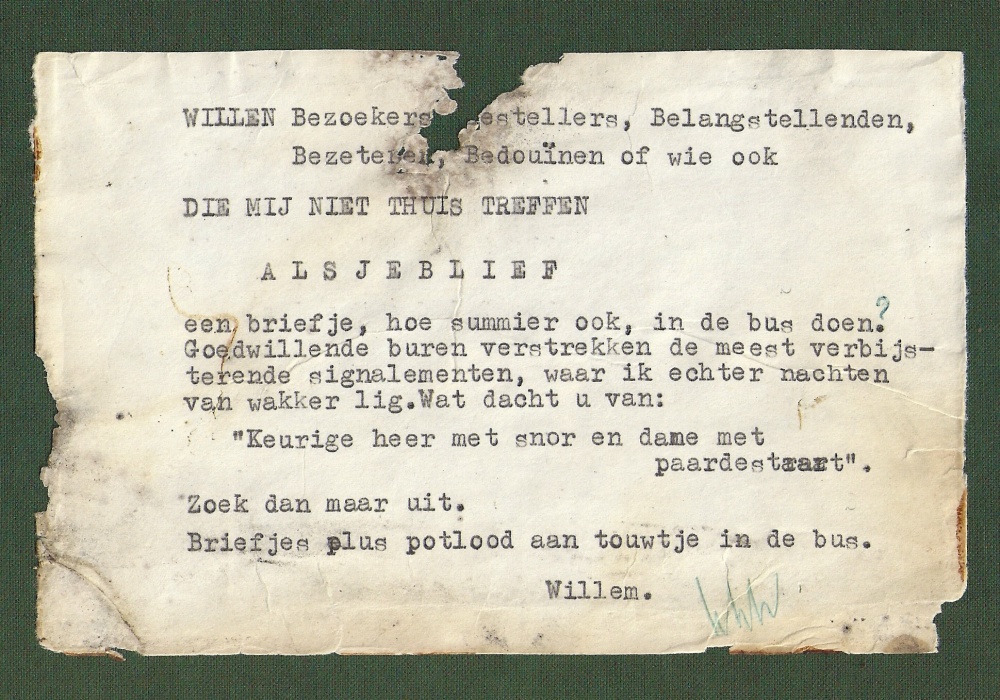 WILLEN Bezoekers estellers, Belangstellenden,
Bezetenen, Bedouïnen of wie ook
DIE MIJ NIET THUIS TREFFEN
A L S J E B L I E F
een briefje, hoe summier ook, in de bus doen?
Goedwillende buren verstrekken de meest verbijs-
terende signalementen, waar ik echter nachten
van wakker lig.Wat dacht u van:
"Keurige heer met snor en dame met
paardestaart".
Zoek dan maar uit.
Briefjes plus potlood aan touwtje in de bus.
Willem.